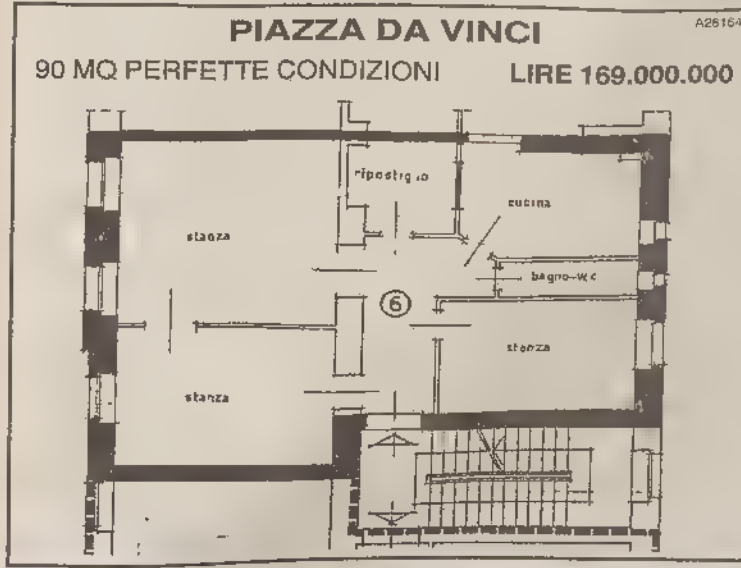 PIAZZA DA VINCI
A26164
90 MQ PERFETTE CONDIZIONI
LIRE 169.000.000
ripostiglio
cucina
stanza
bagno-w.c
6
stanza
stanza